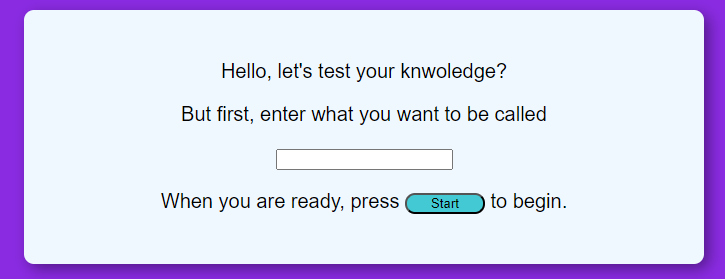 Hello, let's test your knwoledge?
But first, enter what you want to be called
When you are ready, press Start to begin.